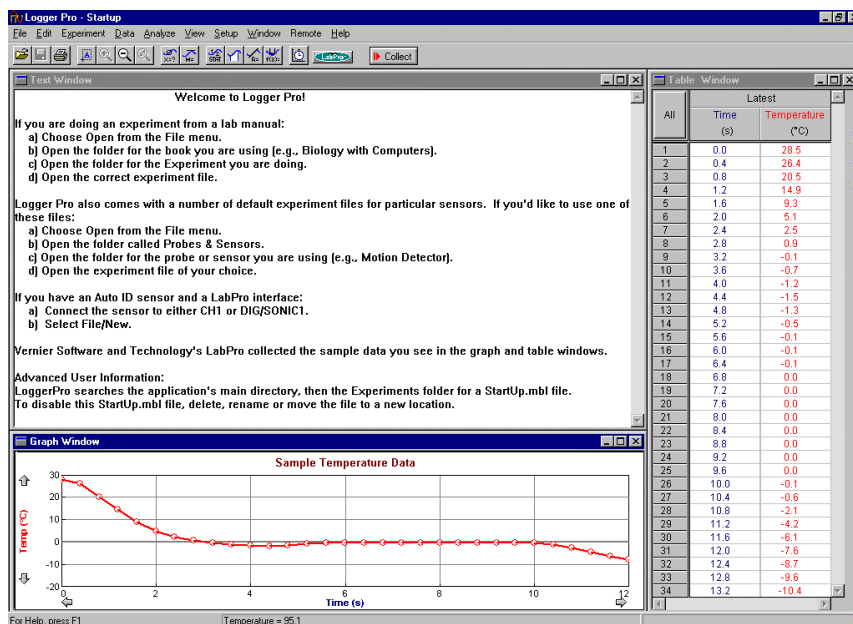 Logger Pro - Startup
File Edit Experiment Data Analyze View Setup Window Remote Help
X=? M= STAT R= f(x)= LabPro Collect
Text Window
Welcome to Logger Pro!
If you are doing an experiment from a lab manual:
a) Choose Open from the File menu.
b) Open the folder for the book you are using (e.g., Biology with Computers).
c) Open the folder for the Experiment you are doing.
d) Open the correct experiment file.
Logger Pro also comes with a number of default experiment files for particular sensors. If you'd like to use one of
these files:
a) Choose Open from the File menu.
b) Open the folder called Probes & Sensors.
c) Open the folder for the probe or sensor you are using (e.g., Motion Detector).
d) Open the experiment file of your choice.
If you have an Auto ID sensor and a LabPro interface:
a) Connect the sensor to either CH1 or DIG/SONIC1.
b) Select File/New.
Vernier Software and Technology's LabPro collected the sample data you see in the graph and table windows.
Advanced User Information:
LoggerPro searches the application's main directory, then the Experiments folder for a StartUp.mbl file.
To disable this StartUp.mbl file, delete, rename or move the file to a new location.
Graph Window
Sample Temperature Data
Temp (°C)
30
20
10
0
-10
-20
0 2 4 6 8 10 12
Time (s)
Table Window
Latest
All Time Temperature
(s) (°C)
1 0.0 28.5
2 0.4 26.4
3 0.8 20.5
4 1.2 14.9
5 1.6 9.3
6 2.0 5.1
7 2.4 2.5
8 2.8 0.9
9 3.2 -0.1
10 3.6 -0.7
11 4.0 -1.2
12 4.4 -1.5
13 4.8 -1.3
14 5.2 -0.5
15 5.6 -0.1
16 6.0 -0.1
17 6.4 -0.1
18 6.8 0.0
19 7.2 0.0
20 7.6 0.0
21 8.0 0.0
22 8.4 0.0
23 8.8 0.0
24 9.2 0.0
25 9.6 0.0
26 10.0 -0.1
27 10.4 -0.6
28 10.8 -2.1
29 11.2 -4.2
30 11.6 -6.1
31 12.0 -7.6
32 12.4 -8.7
33 12.8 -9.6
34 13.2 -10.4
For Help, press F1 Temperature = 95.1